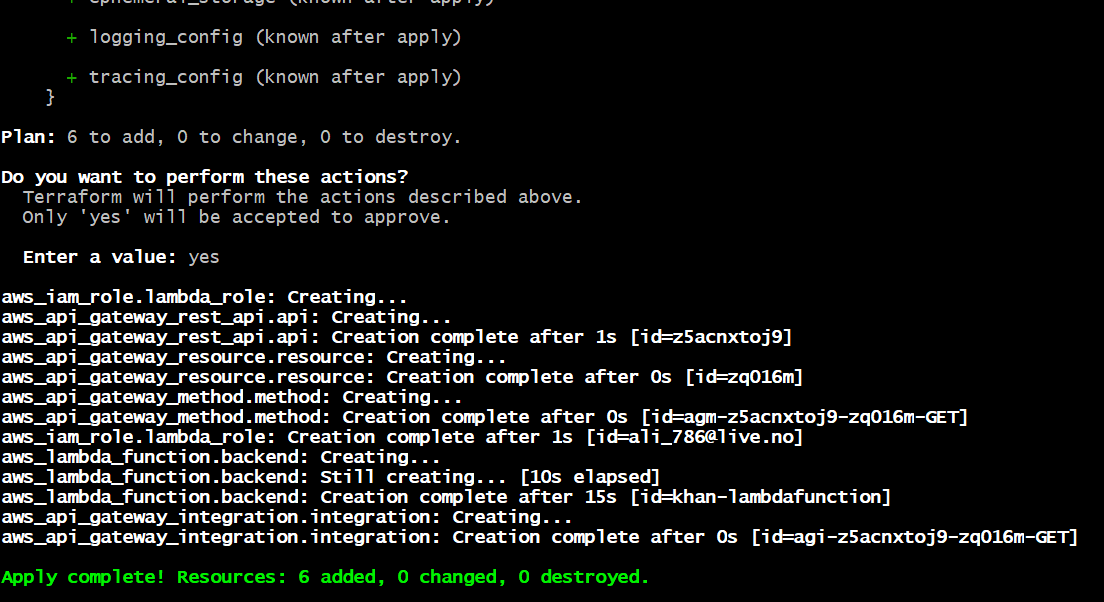 + ephemeral_storage (known after apply)
+ logging_config (known after apply)
+ tracing_config (known after apply)
}
Plan: 6 to add, 0 to change, 0 to destroy.
Do you want to perform these actions?
Terraform will perform the actions described above.
Only 'yes' will be accepted to approve.
Enter a value: yes
aws_iam_role.lambda_role: Creating...
aws_api_gateway_rest_api.api: Creating...
aws_api_gateway_rest_api.api: Creation complete after 1s [id=z5acnxtoj9]
aws_api_gateway_resource.resource: Creating...
aws_api_gateway_resource.resource: Creation complete after 0s [id=zq016m]
aws_api_gateway_method.method: Creating...
aws_api_gateway_method.method: Creation complete after 0s [id=agm-z5acnxtoj9-zq016m-GET]
aws_iam_role.lambda_role: Creation complete after 1s [id=ali_786@live.no]
aws_lambda_function.backend: Creating...
aws_lambda_function.backend: Still creating... [10s elapsed]
aws_lambda_function.backend: Creation complete after 15s [id=khan-lambdafunction]
aws_api_gateway_integration.integration: Creating...
aws_api_gateway_integration.integration: Creation complete after 0s [id=agi-z5acnxtoj9-zq016m-GET]
Apply complete! Resources: 6 added, 0 changed, 0 destroyed.